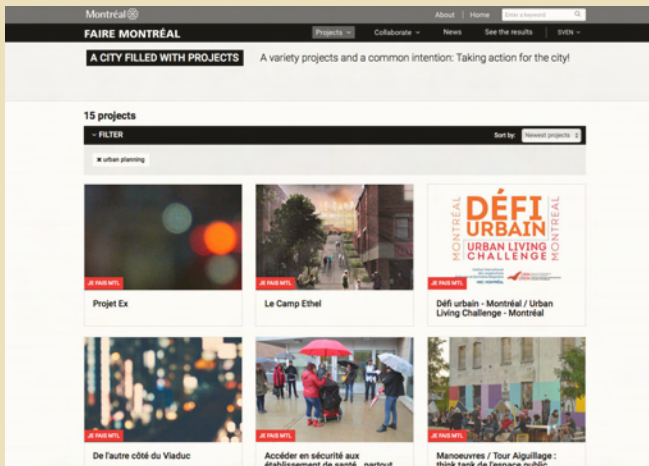 Montréal
About
Home
Enter a keyword
FAIRE MONTRÉAL
Projects
Collaborate
News
See the results
SVEN
A CITY FILLED WITH PROJECTS
A variety projects and a common intention: Taking action for the city!
15 projects
FILTER
Sort by:
Newest projects
× urban planning
JE FAIS MTL
Projet Ex
JE FAIS MTL
Le Camp Ethel
MONTRÉAL
DÉFI
URBAIN
URBAN LIVING
CHALLENGE
MONTRÉAL
JE FAIS MTL
Défi urbain - Montréal / Urban
Living Challenge - Montréal
JE FAIS MTL
De l'autre côté du Viaduc
JE FAIS MTL
Accéder en sécurité aux
établissement de santé... partout
JE FAIS MTL
Manoeuvres / Tour Aiguillage :
think tank de l'espace public